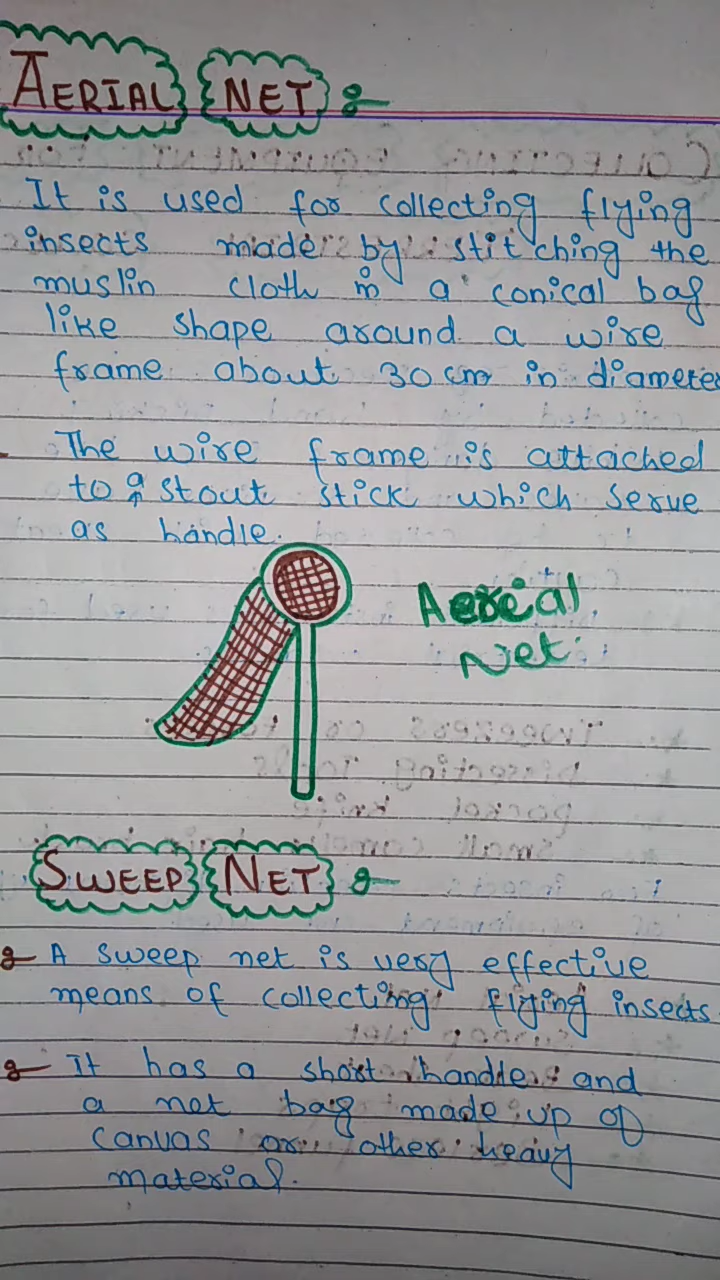 AERIAL NET :-
It is used for collecting flying
insects made by stitching the
muslin cloth in a conical bag
like shape around a wire
frame about 30 cm in diameter
The wire frame is attached
to a stout stick which serve
as handle.
Aerial
Net.
SWEEP NET :-
A sweep net is very effective
means of collecting flying insects
It has a short handle and
a net bag made up of
canvas or other heavy
material.